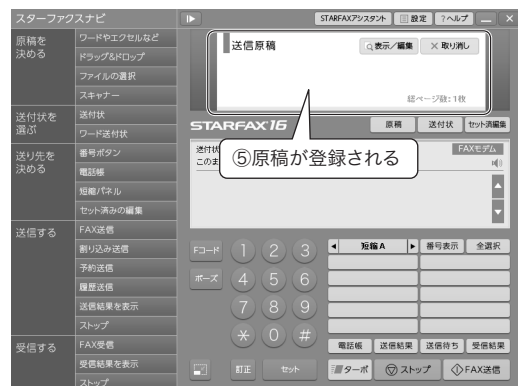 スターファクスナビ
STARFAXアシスタント
設定
?ヘルプ
原稿を
決める
ワードやエクセルなど
ドラッグ&ドロップ
ファイルの選択
スキャナー
送付状を
選ぶ
送付状
ワード送付状
送り先を
決める
番号ボタン
電話帳
短縮パネル
セット済みの編集
送信する
FAX送信
割り込み送信
予約送信
履歴送信
送信結果を表示
ストップ
受信する
FAX受信
受信結果を表示
ストップ
送信原稿
表示/編集
×取り消し
総ページ数:1枚
STARFAX16
原稿
送付状
セット済編集
送付状
このま
FAXモデム
⑤原稿が登録される
Fコード
1 2 3
ポーズ
4 5 6
7 8 9
* 0 #
訂正
セット
短縮A
番号表示
全選択
電話帳
送信結果
送信待ち
受信結果
ターボ
ストップ
FAX送信